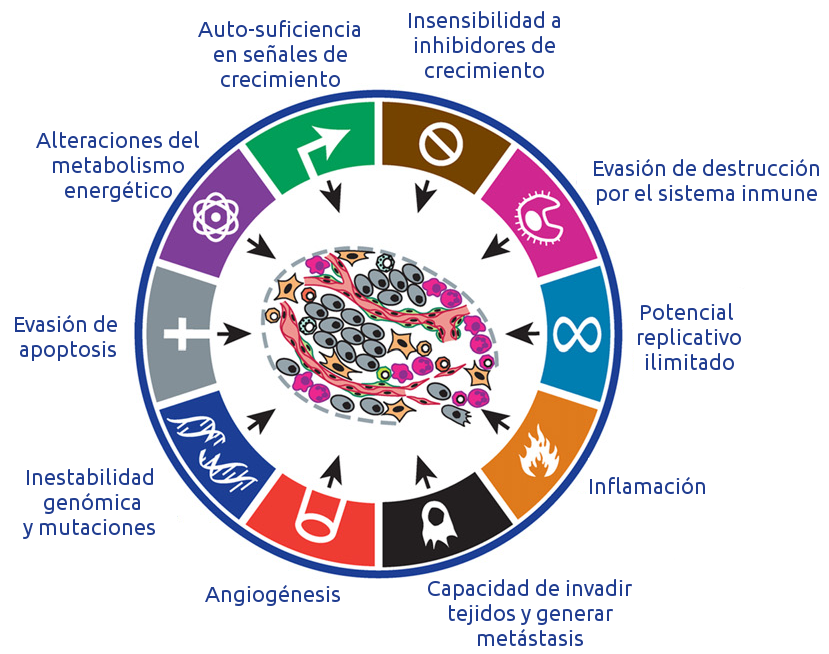 Auto-suficiencia
en señales de
crecimiento
Insensibilidad a
inhibidores de
crecimiento
Evasión de destrucción
por el sistema inmune
Potencial
replicativo
ilimitado
Inflamación
Capacidad de invadir
tejidos y generar
metástasis
Angiogénesis
Inestabilidad
genómica
y mutaciones
Evasión de
apoptosis
Alteraciones del
metabolismo
energético